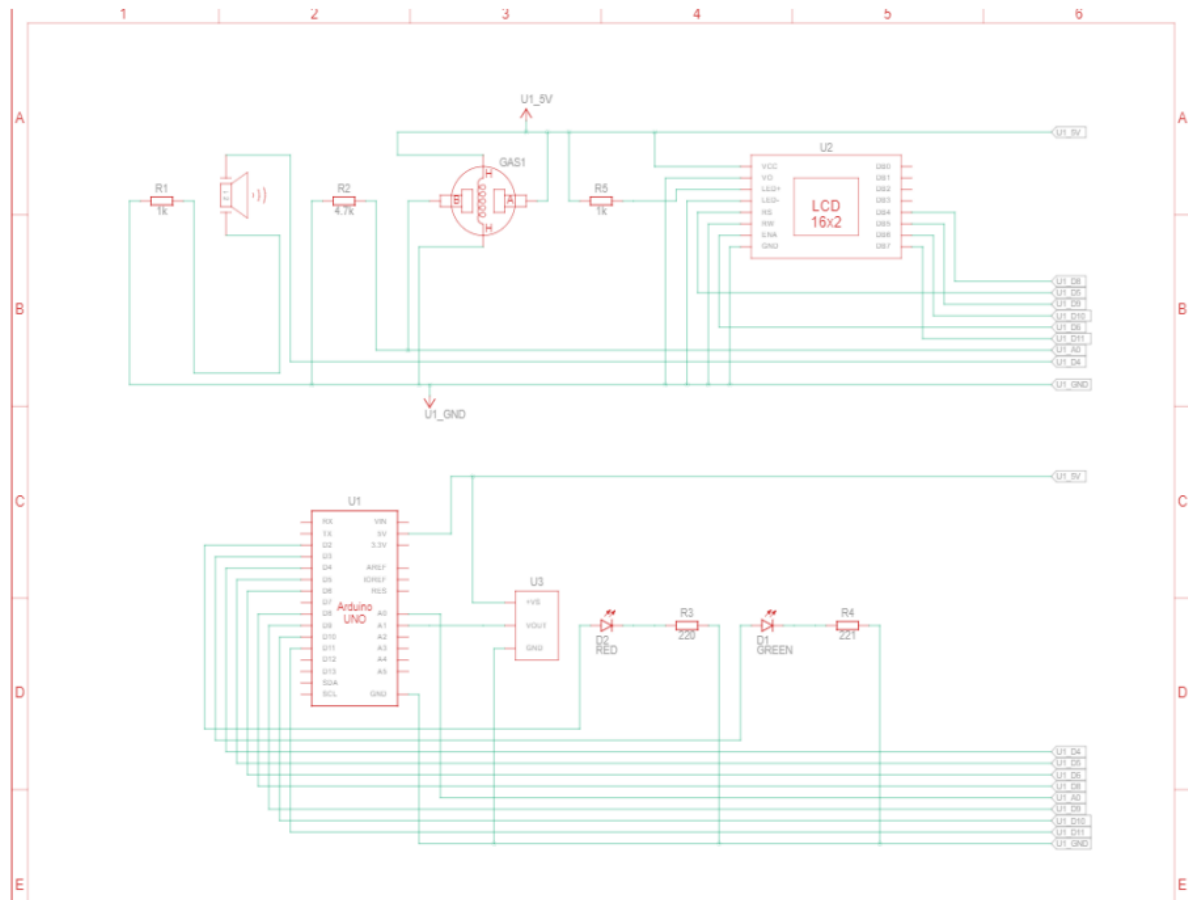 1 2 3 4 5 6
A A
U1_5V
U1_5V
GAS1
U2
H
VCC DB0
VO DB1
LED+ DB2
LED- DB3
RS DB4
RW DB5
ENA DB6
GND DB7
LCD
16x2
R1
1k
R2
4.7k
B A
H
R5
1k
B B
U1_D8
U1_D5
U1_D9
U1_D10
U1_D6
U1_D11
U1_A0
U1_D4
U1_GND
U1_GND
C C
U1_5V
U1
RX VIN
TX 5V
D2 3.3V
D3
D4 AREF
D5 IOREF
D6 RES
D7
D8 A0
D9 A1
D10 A2
D11 A3
D12 A4
D13 A5
SDA
SCL GND
Arduino
UNO
U3
+VS
VOUT
GND
D2
RED
R3
220
D1
GREEN
R4
221
D D
U1_D4
U1_D5
U1_D6
U1_D8
U1_A0
U1_D9
U1_D10
U1_D11
U1_GND
E E